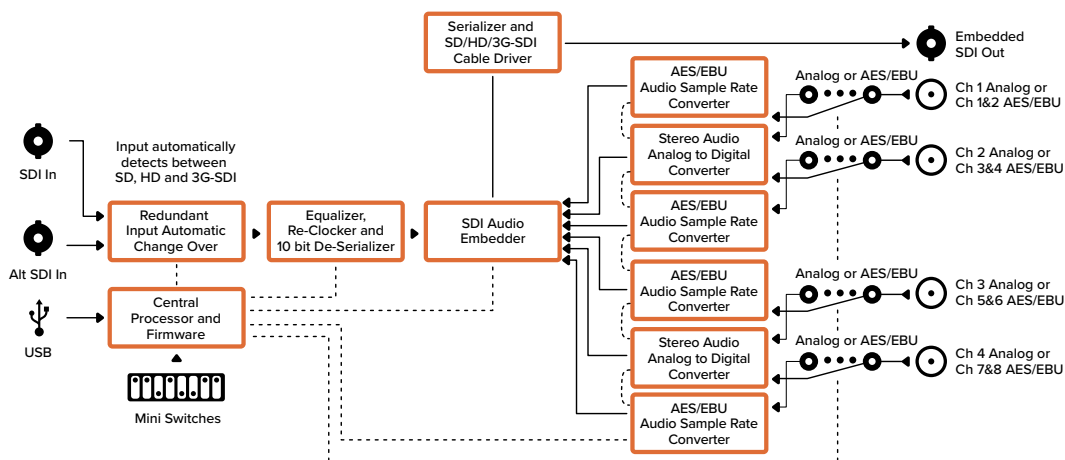 Serializer and
SD/HD/3G-SDI
Cable Driver
Embedded
SDI Out
AES/EBU
Audio Sample Rate
Converter
Analog or AES/EBU
Ch 1 Analog or
Ch 1&2 AES/EBU
SDI In
Input automatically
detects between
SD, HD and 3G-SDI
Stereo Audio
Analog to Digital
Converter
Analog or AES/EBU
Ch 2 Analog or
Ch 3&4 AES/EBU
Alt SDI In
Redundant
Input Automatic
Change Over
Equalizer,
Re-Clocker and
10 bit De-Serializer
SDI Audio
Embedder
AES/EBU
Audio Sample Rate
Converter
USB
Central
Processor and
Firmware
AES/EBU
Audio Sample Rate
Converter
Analog or AES/EBU
Ch 3 Analog or
Ch 5&6 AES/EBU
Stereo Audio
Analog to Digital
Converter
Analog or AES/EBU
Ch 4 Analog or
Ch 7&8 AES/EBU
Mini Switches
AES/EBU
Audio Sample Rate
Converter